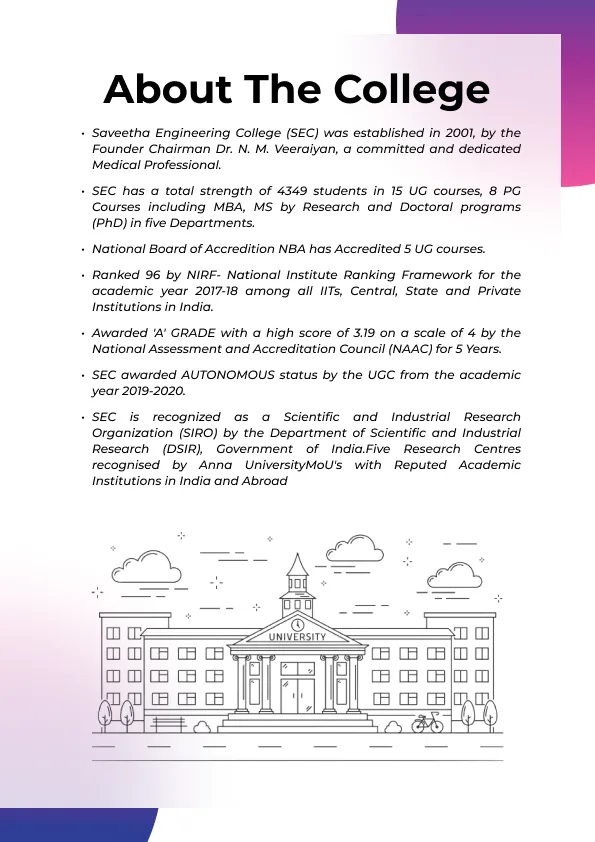 About The College
• Saveetha Engineering College (SEC) was established in 2001, by the
Founder Chairman Dr. N. M. Veeraiyan, a committed and dedicated
Medical Professional.
• SEC has a total strength of 4349 students in 15 UG courses, 8 PG
Courses including MBA, MS by Research and Doctoral programs
(PhD) in five Departments.
• National Board of Accredition NBA has Accredited 5 UG courses.
• Ranked 96 by NIRF- National Institute Ranking Framework for the
academic year 2017-18 among all IITs, Central, State and Private
Institutions in India.
• Awarded 'A' GRADE with a high score of 3.19 on a scale of 4 by the
National Assessment and Accreditation Council (NAAC) for 5 Years.
• SEC awarded AUTONOMOUS status by the UGC from the academic
year 2019-2020.
• SEC is recognized as a Scientific and Industrial Research
Organization (SIRO) by the Department of Scientific and Industrial
Research (DSIR), Government of India.Five Research Centres
recognised by Anna UniversityMoU's with Reputed Academic
Institutions in India and Abroad
UNIVERSITY